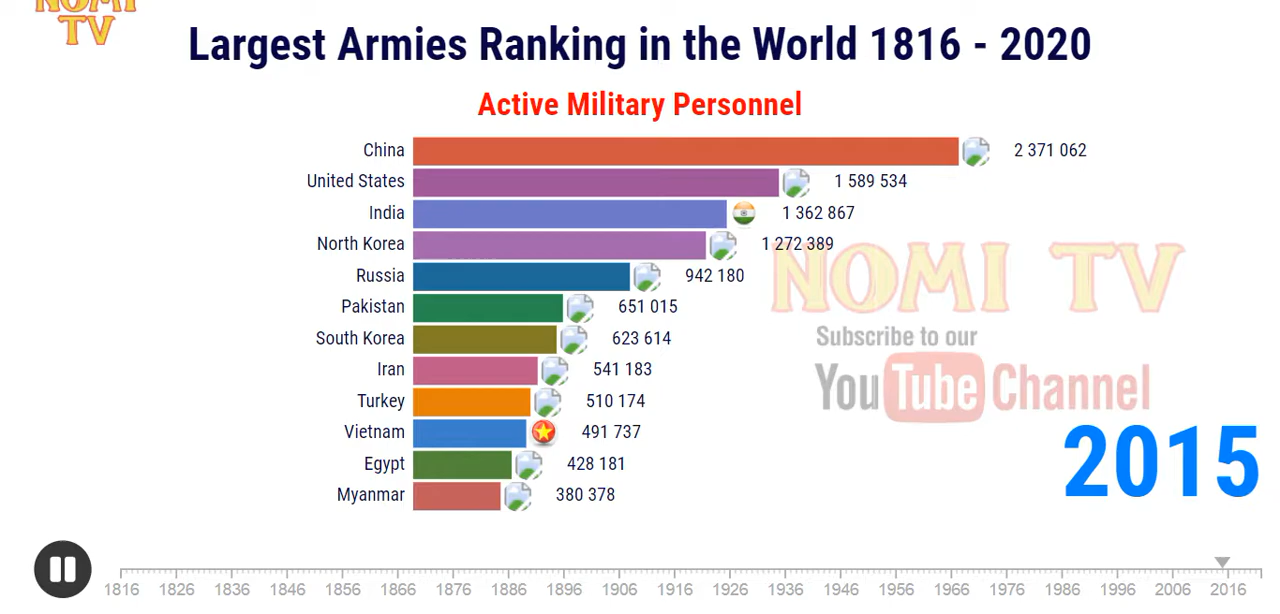 NOMI
TV
Largest Armies Ranking in the World 1816 - 2020
Active Military Personnel
China 2 371 062
United States 1 589 534
India 1 362 867
North Korea 1 272 389
Russia 942 180
Pakistan 651 015
South Korea 623 614
Iran 541 183
Turkey 510 174
Vietnam 491 737
Egypt 428 181
Myanmar 380 378
NOMI TV
Subscribe to our
YouTube Channel
2015
1816 1826 1836 1846 1856 1866 1876 1886 1896 1906 1916 1926 1936 1946 1956 1966 1976 1986 1996 2006 2016